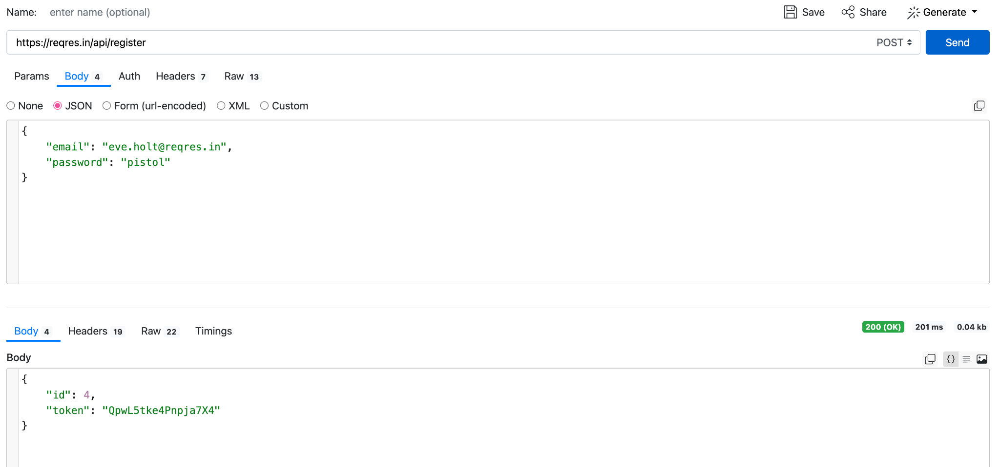 Name: enter name (optional) Save Share Generate
https://reqres.in/api/register POST Send
Params Body 4 Auth Headers 7 Raw 13
None JSON Form (url-encoded) XML Custom
{
"email": "eve.holt@reqres.in",
"password": "pistol"
}
Body 4 Headers 19 Raw 22 Timings 200 (OK) 201 ms 0.04 kb
Body {}
{
"id": 4,
"token": "QpwL5tke4Pnpja7X4"
}